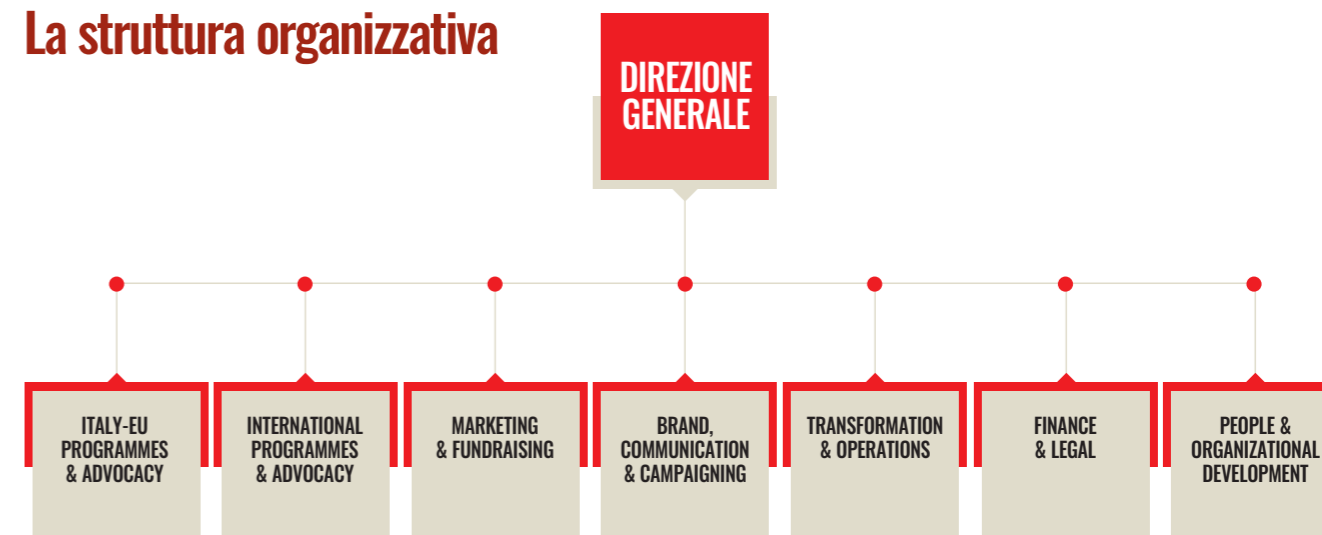 La struttura organizzativa
DIREZIONE
GENERALE
ITALY-EU
PROGRAMMES
& ADVOCACY
INTERNATIONAL
PROGRAMMES
& ADVOCACY
MARKETING
& FUNDRAISING
BRAND,
COMMUNICATION
& CAMPAIGNING
TRANSFORMATION
& OPERATIONS
FINANCE
& LEGAL
PEOPLE &
ORGANIZATIONAL
DEVELOPMENT